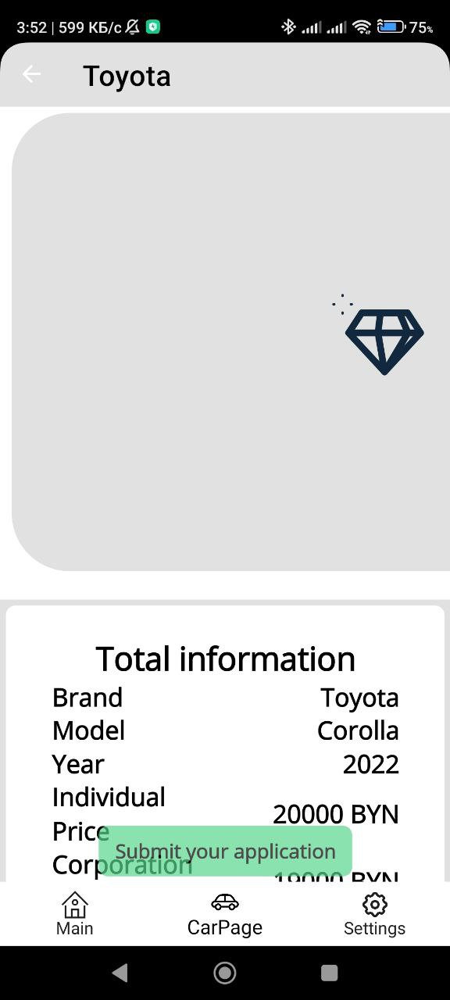 3:52 | 599 КБ/с 75%
Toyota
Total information
Brand Toyota
Model Corolla
Year 2022
Individual
Price 20000 BYN
Submit your application
Corporation 19000 BYN
Main CarPage Settings